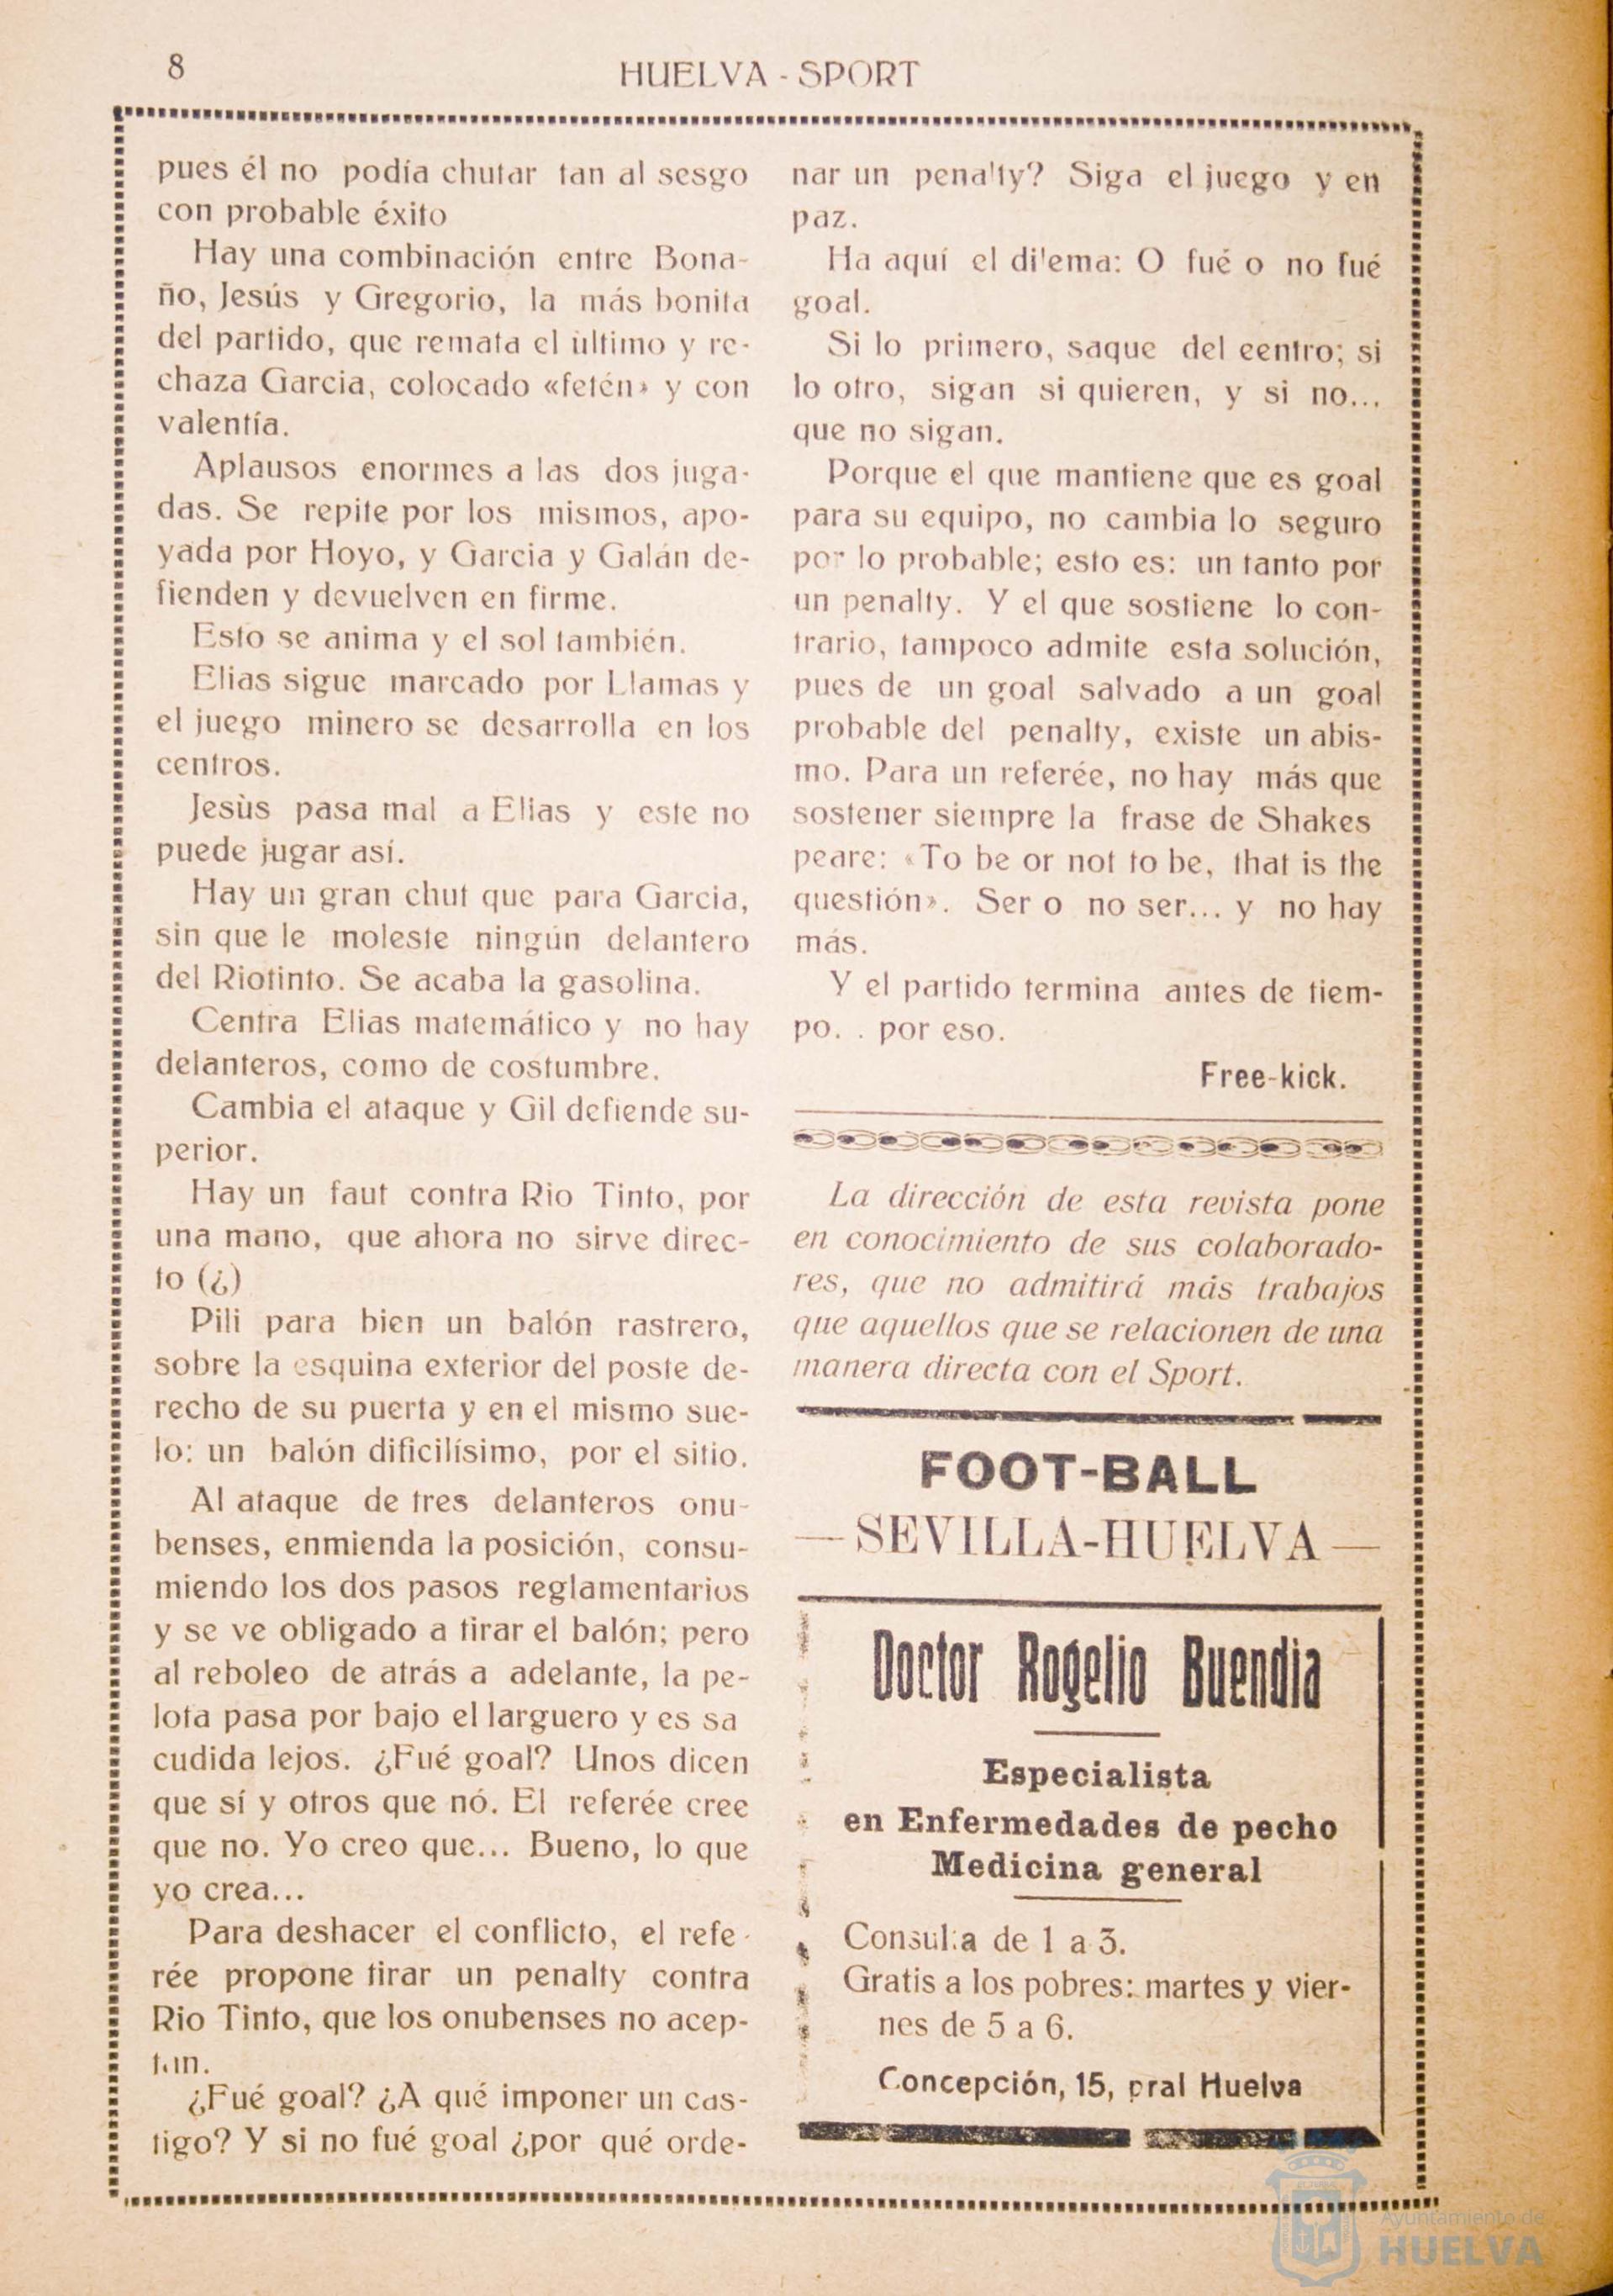 8
HUELVA - SPORT
pues él no podía chutar tan al sesgo
con probable éxito
Hay una combinación entre Bona-
ño, Jesús y Gregorio, la más bonita
del partido, que remata el ùltimo y re-
chaza Garcia, colocado «fetén» y con
valentía.
Aplausos enormes a las dos juga-
das. Se repite por los mismos, apo-
yada por Hoyo, y Garcia y Galán de-
fienden y devuelven en firme.
Esto se anima y el sol también.
Elias sigue marcado por Llamas y
el juego minero se desarrolla en los
centros.
Jesùs pasa mal a Elias y este no
puede jugar así.
Hay un gran chut que para Garcia,
sin que le moleste ningún delantero
del Riotinto. Se acaba la gasolina.
Centra Elias matemático y no hay
delanteros, como de costumbre.
Cambia el ataque y Gil defiende su-
perior.
Hay un faut contra Rio Tinto, por
una mano, que ahora no sirve direc-
to (¿)
Pili para bien un balón rastrero,
sobre la esquina exterior del poste de-
recho de su puerta y en el mismo sue-
lo: un balón dificilísimo, por el sitio.
Al ataque de tres delanteros onu-
benses, enmienda la posición, consu-
miendo los dos pasos reglamentarios
y se ve obligado a tirar el balón; pero
al reboleo de atrás a adelante, la pe-
lota pasa por bajo el larguero y es sa
cudida lejos. ¿Fué goal? Unos dicen
que sí y otros que nó. El referée cree
que no. Yo creo que... Bueno, lo que
yo crea...
Para deshacer el conflicto, el refe-
rée propone tirar un penalty contra
Rio Tinto, que los onubenses no acep-
tan.
¿Fué goal? ¿A qué imponer un cas-
tigo? Y si no fué goal ¿por qué orde-
nar un penalty? Siga el juego y en
paz.
Ha aquí el di'ema: O fué o no fué
goal.
Si lo primero, saque del eentro; si
lo otro, sigan si quieren, y si no...
que no sigan.
Porque el que mantiene que es goal
para su equipo, no cambia lo seguro
por lo probable; esto es: un tanto por
un penalty. Y el que sostiene lo con-
trario, tampoco admite esta solución,
pues de un goal salvado a un goal
probable del penalty, existe un abis-
mo. Para un referée, no hay más que
sostener siempre la frase de Shakes
peare: «To be or not to be, that is the
questión». Ser o no ser... y no hay
más.
Y el partido termina antes de tiem-
po. . por eso.
Free-kick.
La dirección de esta revista pone
en conocimiento de sus colaborado-
res, que no admitirá más trabajos
que aquellos que se relacionen de una
manera directa con el Sport.
FOOT-BALL
— SEVILLA-HUELVA —
Doctor Rogelio Buendia
Especialista
en Enfermedades de pecho
Medicina general
Consulta de 1 a 3.
Gratis a los pobres: martes y vier-
nes de 5 a 6.
Concepción, 15, pral Huelva
Ayuntamiento de
HUELVA